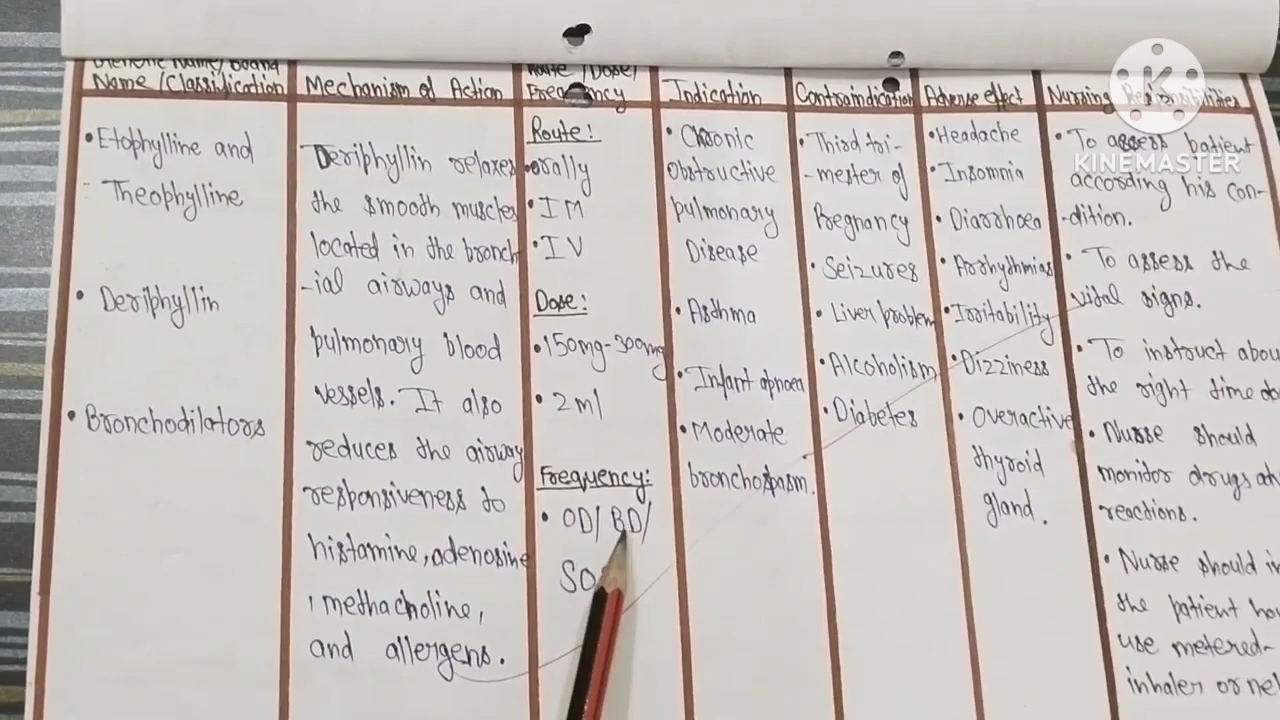 Name/Classification
Mechanism of Action
Route/Dose/
Frequency
Indication
Contraindication
Adverse effect
Nursing Responsibilities
• Etophylline and
Theophylline
• Deriphyllin
• Bronchodilators
Deriphyllin relaxes
the smooth muscles
located in the bronch
-ial airways and
pulmonary blood
vessels. It also
reduces the airway
responsiveness to
histamine, adenosine
, methacholine,
and allergens.
Route:
• orally
• IM
• IV
Dose:
• 150mg-300mg
• 2ml
Frequency:
• OD/BD/
• Chronic
Obstructive
pulmonary
Disease
• Asthma
• Infant apnoea
• Moderate
bronchospasm.
• Third tri-
-mester of
Pregnancy
• Seizures
• Liver problem
• Alcoholism
• Diabetes
• Headache
• Insomnia
• Diarrhoea
• Arrhythmias
• Irritability
• Dizziness
• Overactive
thyroid
gland.
• To assess patient
according his con-
-dition.
• To assess the
vital signs.
• To instruct abou
the right time
• Nurse should
monitor drugs
reactions.
• Nurse should
the patient
use metered-
inhaler or
KINEMASTER